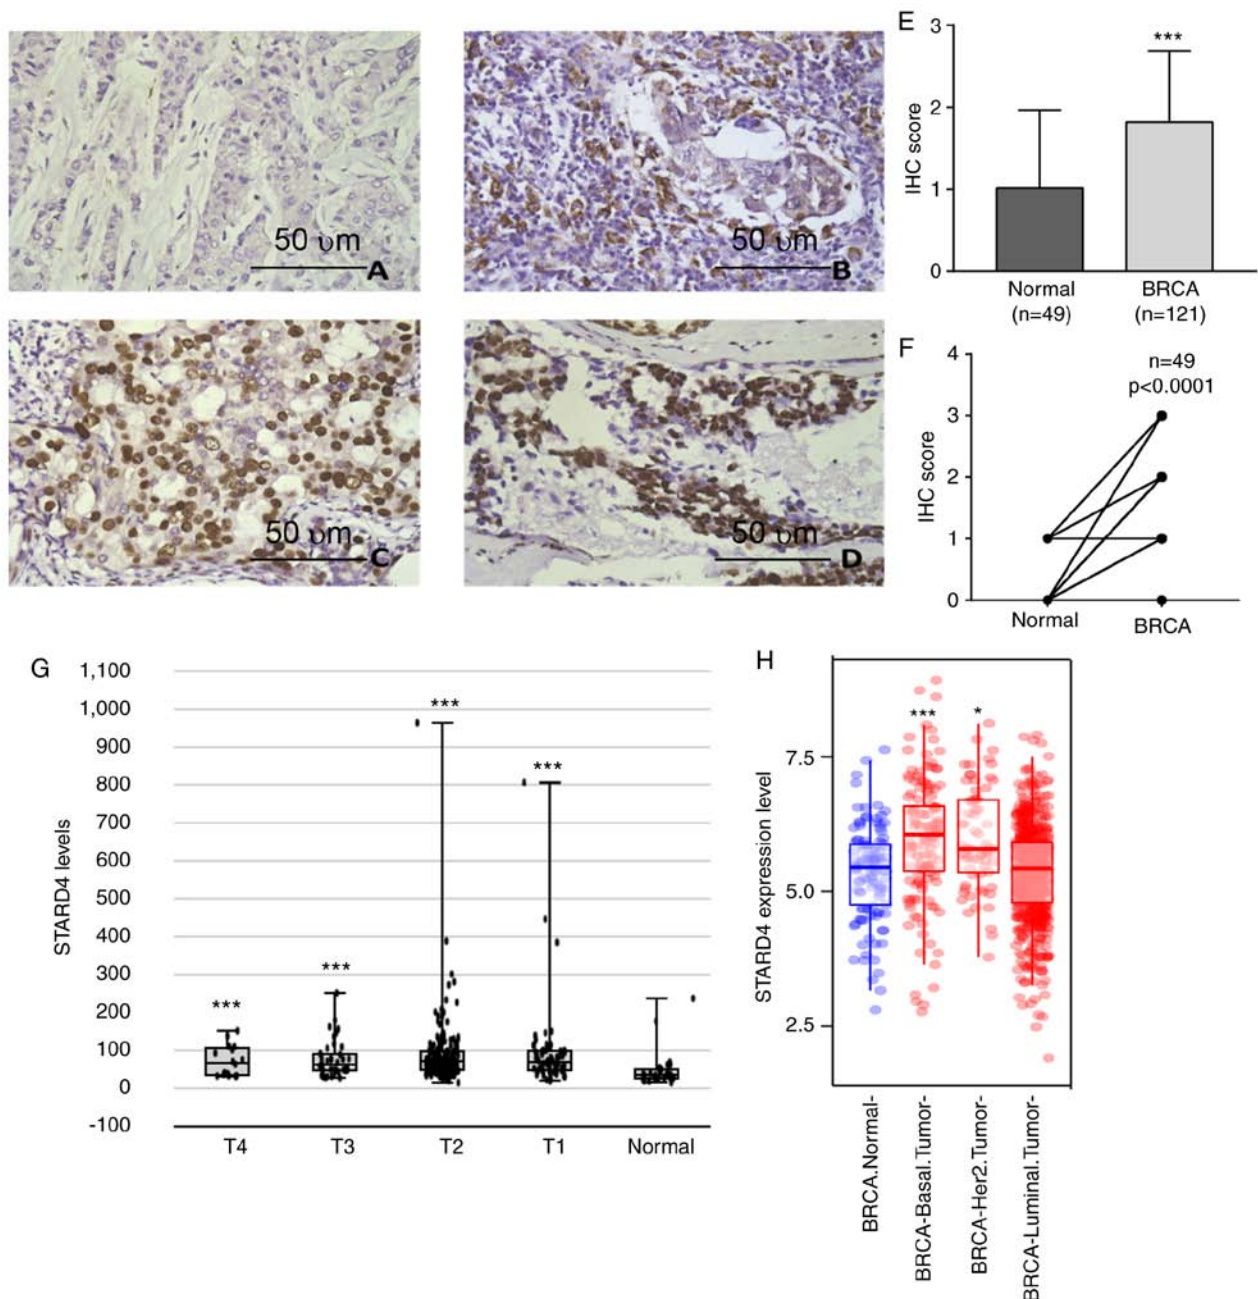 50 υm
A
50 υm
B
50 υm
C
50 υm
D
E
3
2
1
0
IHC score
***
Normal
(n=49)
BRCA
(n=121)
F
4
3
2
1
0
IHC score
n=49
p<0.0001
Normal
BRCA
G
1,100
1,000
900
800
700
600
500
400
300
200
100
0
-100
STARD4 levels
***
***
***
***
T4
T3
T2
T1
Normal
H
7.5
5.0
2.5
STARD4 expression level
***
*
BRCA.Normal-
BRCA-Basal.Tumor-
BRCA-Her2.Tumor-
BRCA-Luminal.Tumor-